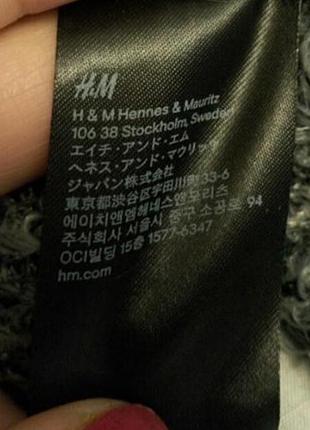 H&M
H & M Hennes & Mauritz
106 38 Stockholm, Sweden
エイチ・アンド・エム
ヘネス・アンド・マウリッツ
ジャパン株式会社
東京都渋谷区宇田川町33-6
에이치앤엠헤네스앤모리츠
주식회사 서울시 중구 소공로 94
OCI빌딩 15층 1577-6347
hm.com